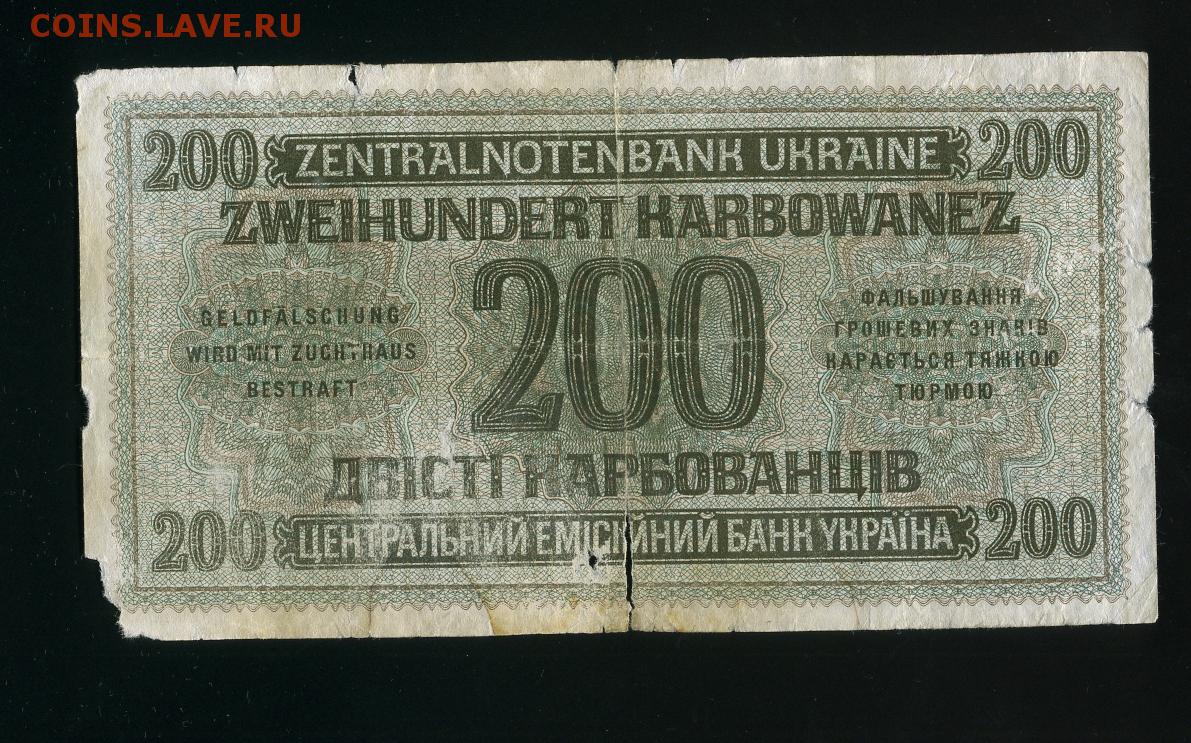 COINS.LAVE.RU
200 ZENTRALNOTENBANK UKRAINE 200
ZWEIHUNDERT KARBOWANEZ
200
GELDFÄLSCHUNG
WIRD MIT ZUCHTHAUS
BESTRAFT
ФАЛЬШУВАННЯ
ГРОШЕВИХ ЗНАКІВ
КАРАЄТЬСЯ ТЯЖКОЮ
ТЮРМОЮ
ДВІСТІ КАРБОВАНЦІВ
200 ЦЕНТРАЛЬНИЙ ЕМІСІЙНИЙ БАНК УКРАЇНА 200